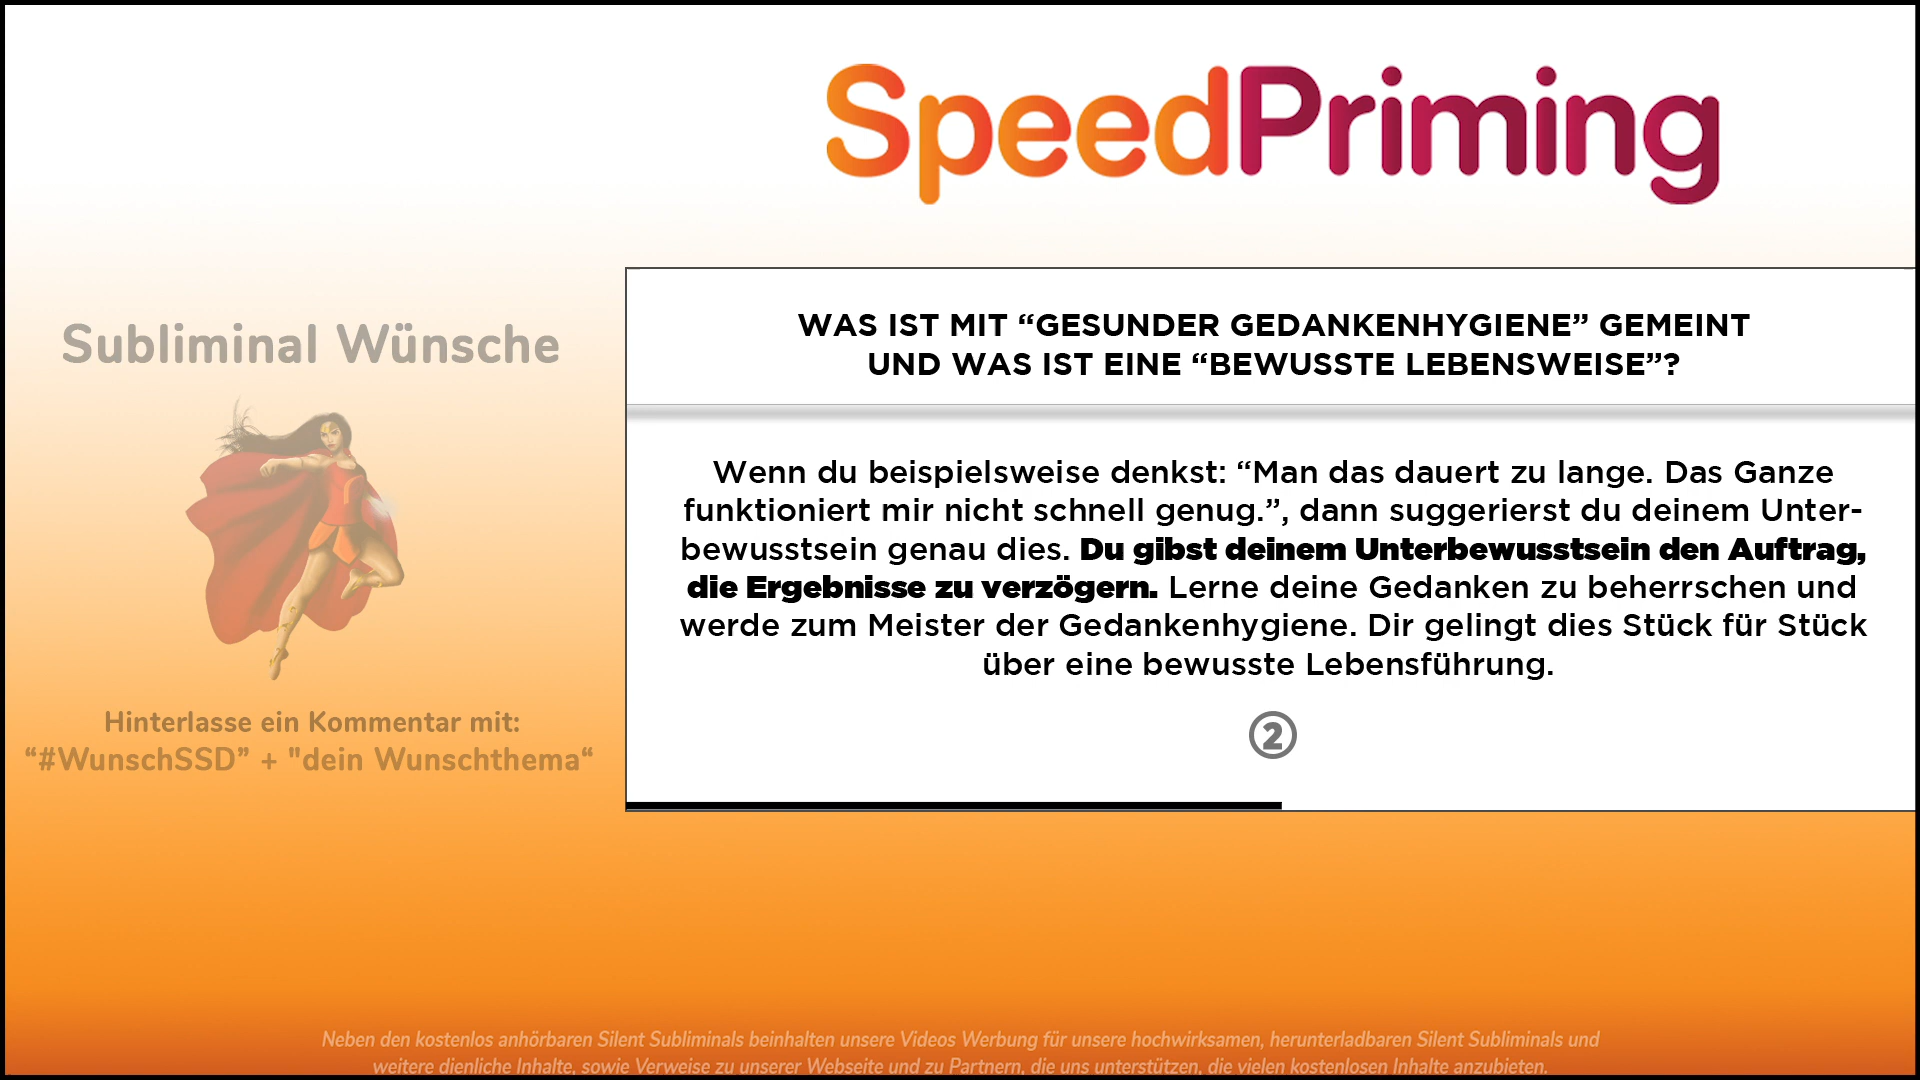 SpeedPriming
Subliminal Wünsche
Hinterlasse ein Kommentar mit:
“#WunschSSD” + "dein Wunschthema“
WAS IST MIT “GESUNDER GEDANKENHYGIENE” GEMEINT
UND WAS IST EINE “BEWUSSTE LEBENSWEISE”?
Wenn du beispielsweise denkst: “Man das dauert zu lange. Das Ganze
funktioniert mir nicht schnell genug.”, dann suggerierst du deinem Unter-
bewusstsein genau dies. Du gibst deinem Unterbewusstsein den Auftrag,
die Ergebnisse zu verzögern. Lerne deine Gedanken zu beherrschen und
werde zum Meister der Gedankenhygiene. Dir gelingt dies Stück für Stück
über eine bewusste Lebensführung.
2
Neben den kostenlos anhörbaren Silent Subliminals beinhalten unsere Videos Werbung für unsere hochwirksamen, herunterladbaren Silent Subliminals und
weitere dienliche Inhalte, sowie Verweise zu unserer Webseite und zu Partnern, die uns unterstützen, die vielen kostenlosen Inhalte anzubieten.